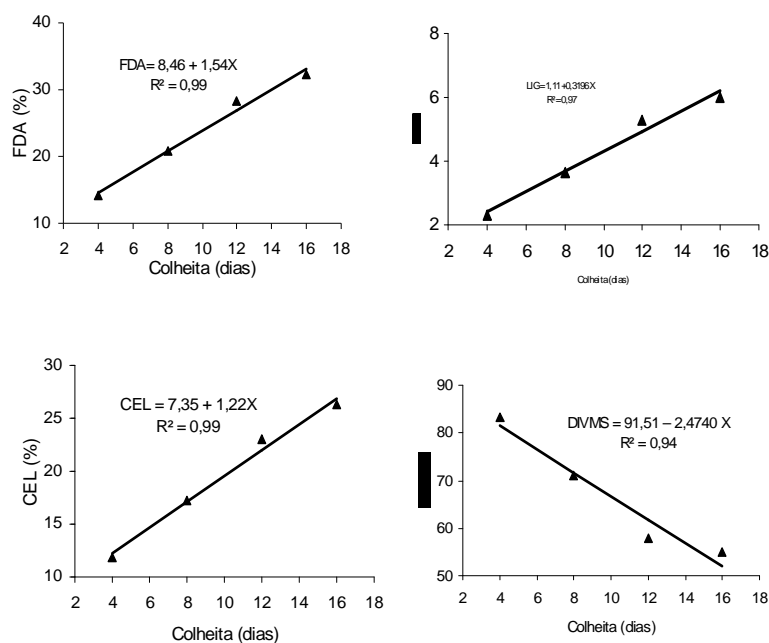 40
30
20
10
FDA (%)
FDA= 8,46 + 1,54X
R² = 0,99
2 4 6 8 10 12 14 16 18
Colheita (dias)
8
6
4
2
LIG=1,11+0,3196X
R²=0,97
2 4 6 8 10 12 14 16 18
Colheita(dias)
30
25
20
15
10
CEL (%)
CEL = 7,35 + 1,22X
R² = 0,99
2 4 6 8 10 12 14 16 18
Colheita (dias)
90
80
70
60
50
DIVMS = 91,51 – 2,4740 X
R² = 0,94
2 4 6 8 10 12 14 16 18
Colheita (dias)